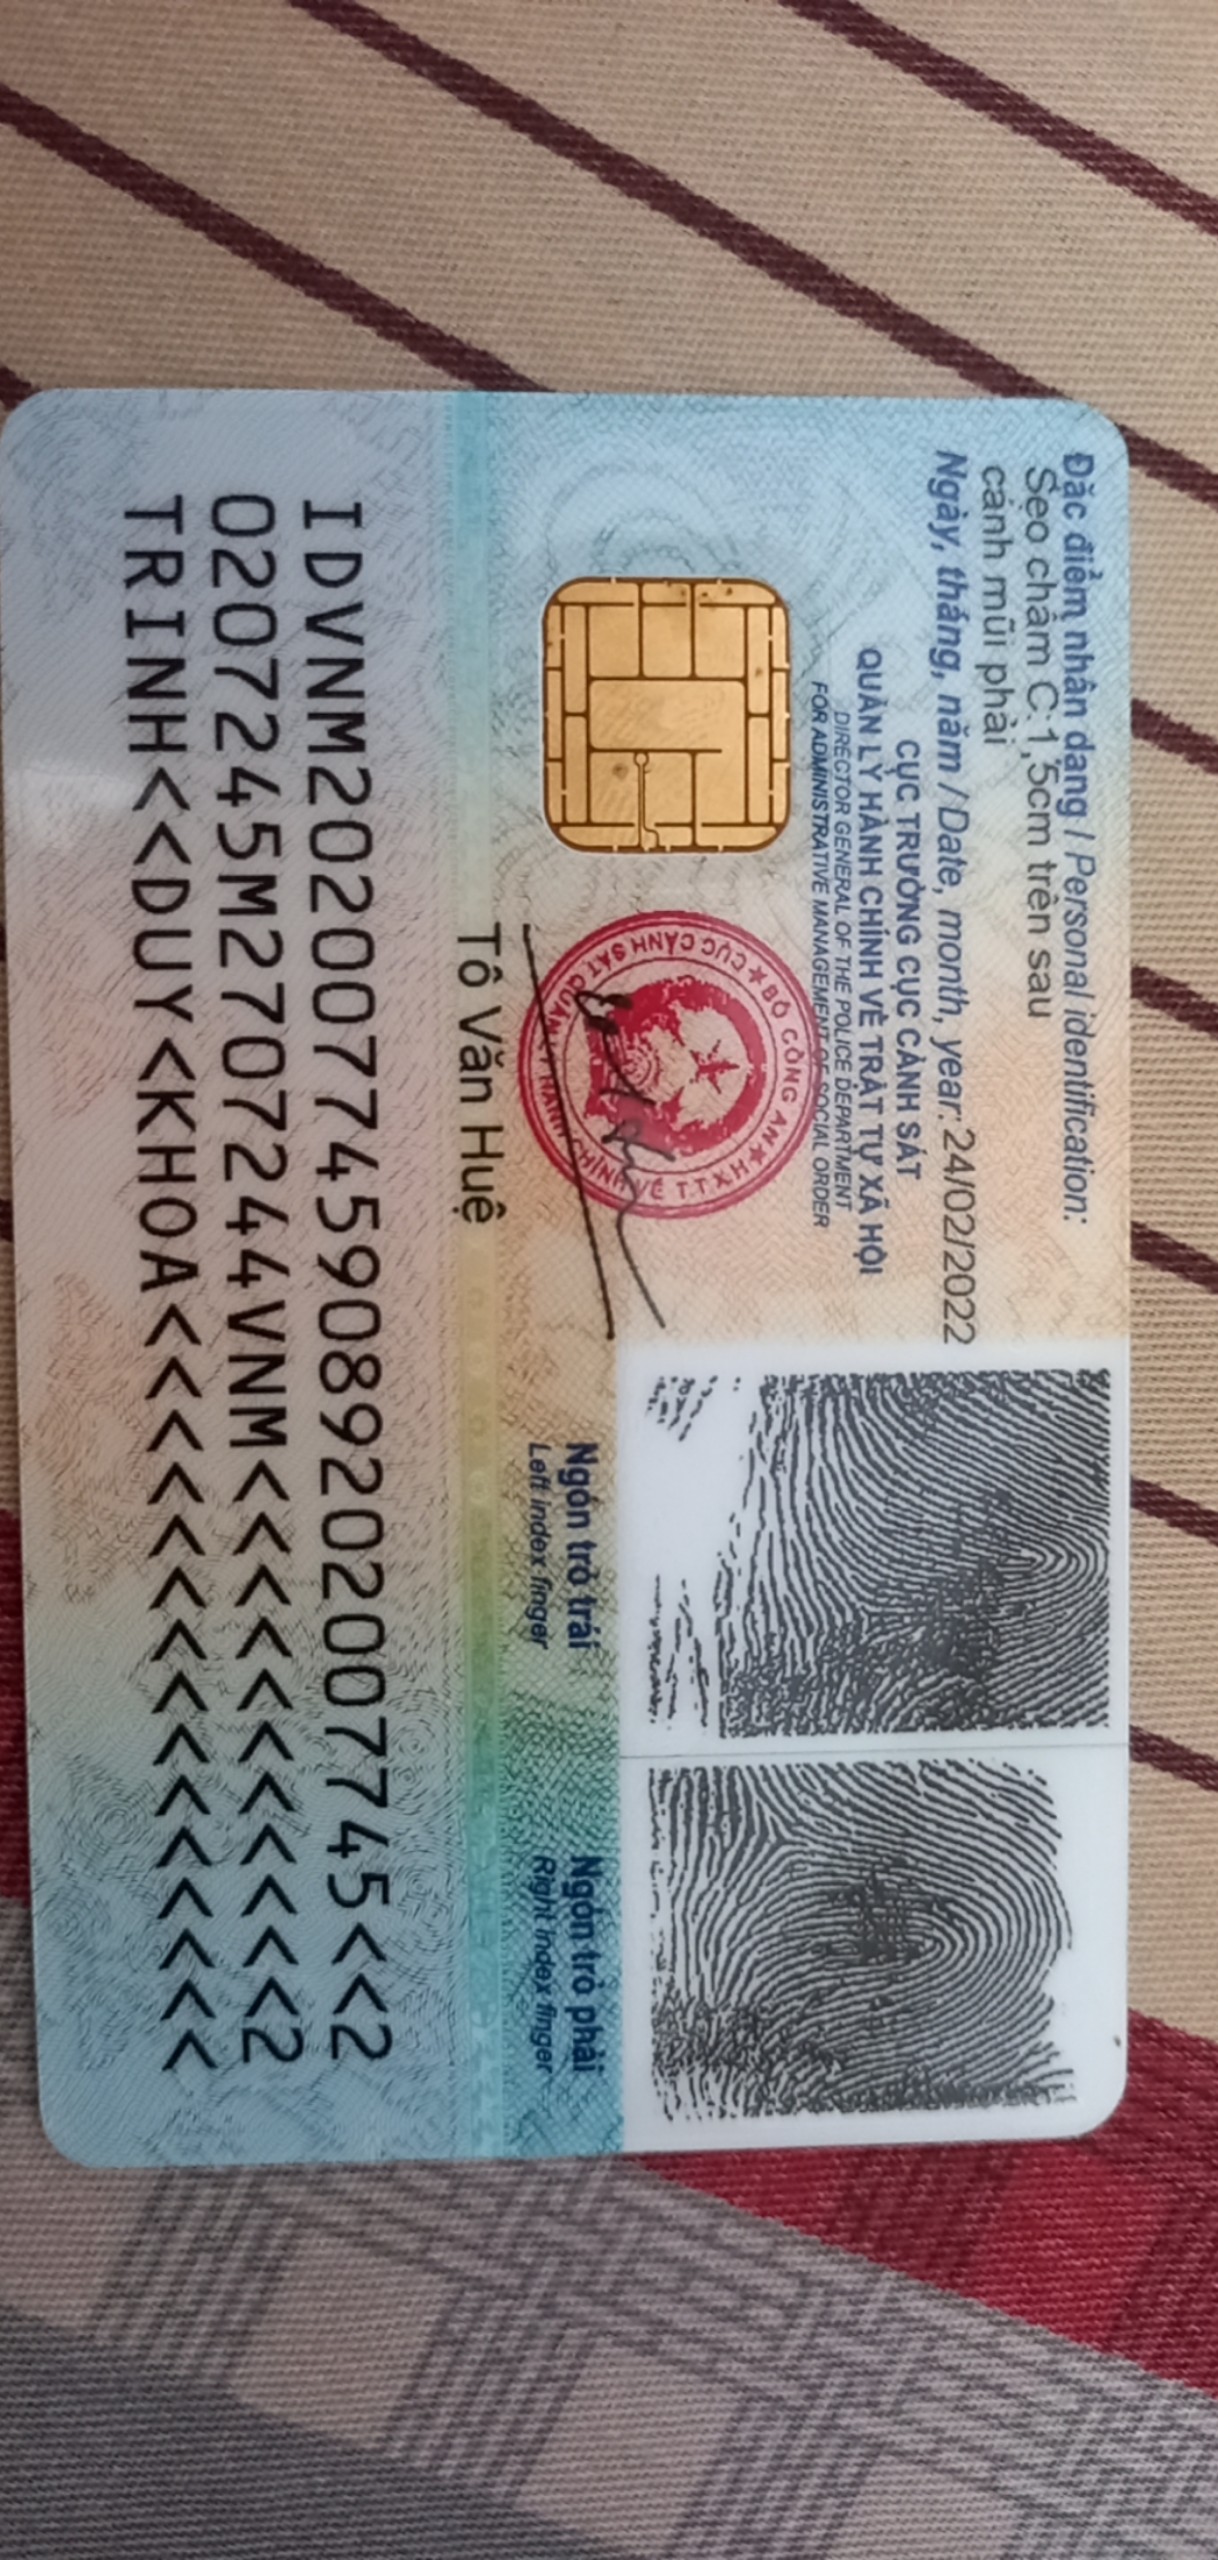 Đặc điểm nhân dạng / Personal identification:
Sẹo chấm C:1,5cm trên sau
cánh mũi phải
Ngày, tháng, năm / Date, month, year: 24/02/2022
CỤC TRƯỞNG CỤC CẢNH SÁT
QUẢN LÝ HÀNH CHÍNH VỀ TRẬT TỰ XÃ HỘI
DIRECTOR GENERAL OF THE POLICE DEPARTMENT
FOR ADMINISTRATIVE MANAGEMENT OF SOCIAL ORDER
BỘ CÔNG AN
CỤC CẢNH SÁT QUẢN LÝ HÀNH CHÍNH VỀ T.T.X.H
Tô Văn Huệ
Ngón trỏ trái
Left index finger
Ngón trỏ phải
Right index finger
IDVNM2020077459089202007745<<2
0207245M2707244VNM<<<<<<<<<<<2
TRINH<<DUY<KHOA<<<<<<<<<<<<<<<